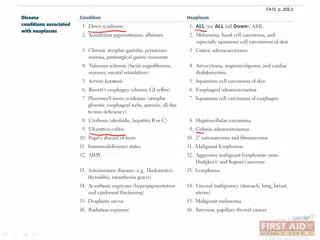 FA12. p. 232.2
Disease
conditions associated
with neoplasms
Condition
Neoplasm
1. Down syndrome
1. ALL (we ALL fall Down), AML
2. Xeroderma pigmentosum, albinism
2. Melanoma, basal cell carcinoma, and
especially squamous cell carcinomas of skin
3. Chronic atrophic gastritis, pernicious
anemia, postsurgical gastric remnants
3. Gastric adenocarcinoma
4. Tuberous sclerosis (facial angiofibroma,
seizures, mental retardation)
4. Astrocytoma, angiomyolipoma, and cardiac
rhabdomyoma
5. Actinic keratosis
5. Squamous cell carcinoma of skin
6. Barrett's esophagitis (chronic GI reflux)
6. Esophageal adenocarcinoma
7. Plummer-Vinson syndrome (atrophic
glossitis, esophageal webs, anemia; all due
to iron deficiency)
7. Squamous cell carcinoma of esophagus
8. Cirrhosis (alcoholic, hepatitis B or C)
8. Hepatocellular carcinoma
9. Ulcerative colitis
9. Colonic adenocarcinoma
10. Paget's disease of bone
10. 2° osteosarcoma and fibrosarcoma
11. Immunodeficiency states
11. Malignant lymphomas
12. AIDS
12. Aggressive malignant lymphomas (non-
Hodgkin's) and Kaposi's sarcoma
13. Autoimmune diseases (e.g., Hashimoto's
thyroiditis, myasthenia gravis)
13. Lymphoma
14. Acanthosis nigricans (hyperpigmentation
and epidermal thickening)
14. Visceral malignancy (stomach, lung, breast,
uterus)
15. Dysplastic nevus
15. Malignant melanoma
16. Radiation exposure
16. Sarcoma, papillary thyroid cancer
FIRST AID